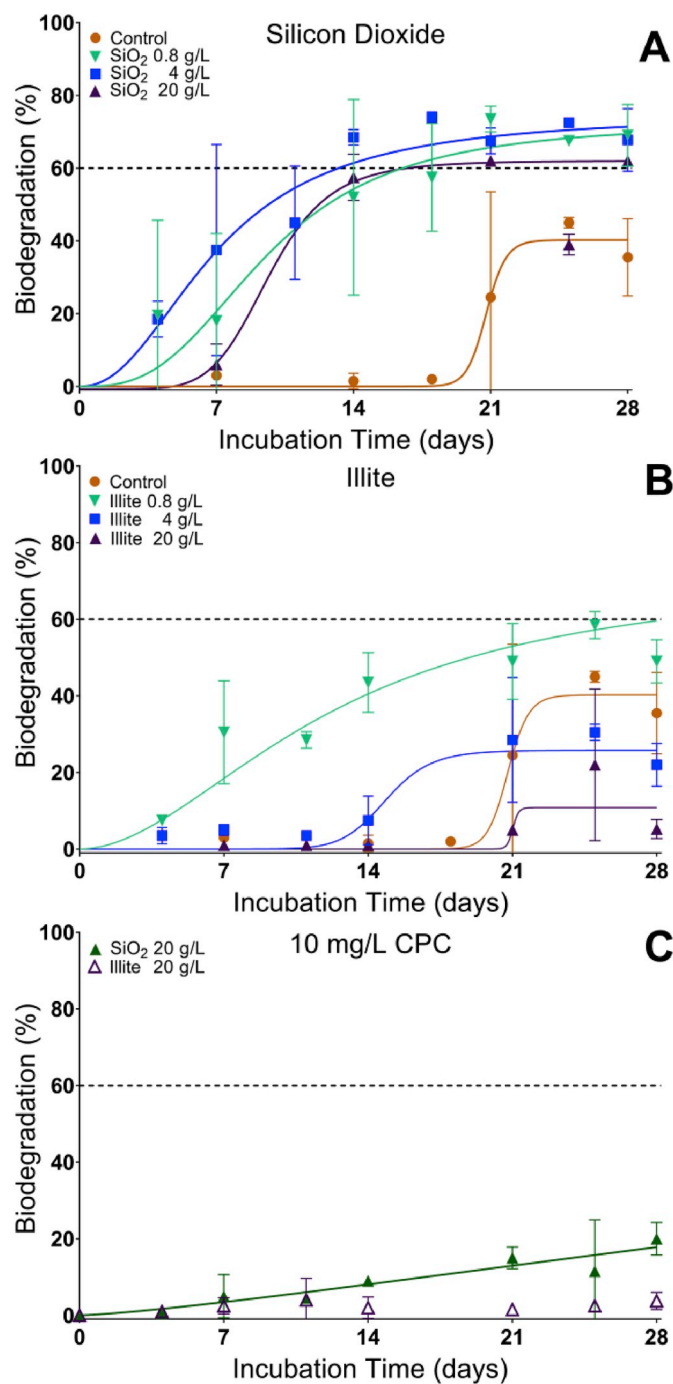 Silicon Dioxide
A
Control
SiO₂ 0.8 g/L
SiO₂ 4 g/L
SiO₂ 20 g/L
Biodegradation (%)
100
80
60
40
20
0
0 7 14 21 28
Incubation Time (days)
Illite
B
Control
Illite 0.8 g/L
Illite 4 g/L
Illite 20 g/L
Biodegradation (%)
100
80
60
40
20
0
0 7 14 21 28
Incubation Time (days)
10 mg/L CPC
C
SiO₂ 20 g/L
Illite 20 g/L
Biodegradation (%)
100
80
60
40
20
0
0 7 14 21 28
Incubation Time (days)